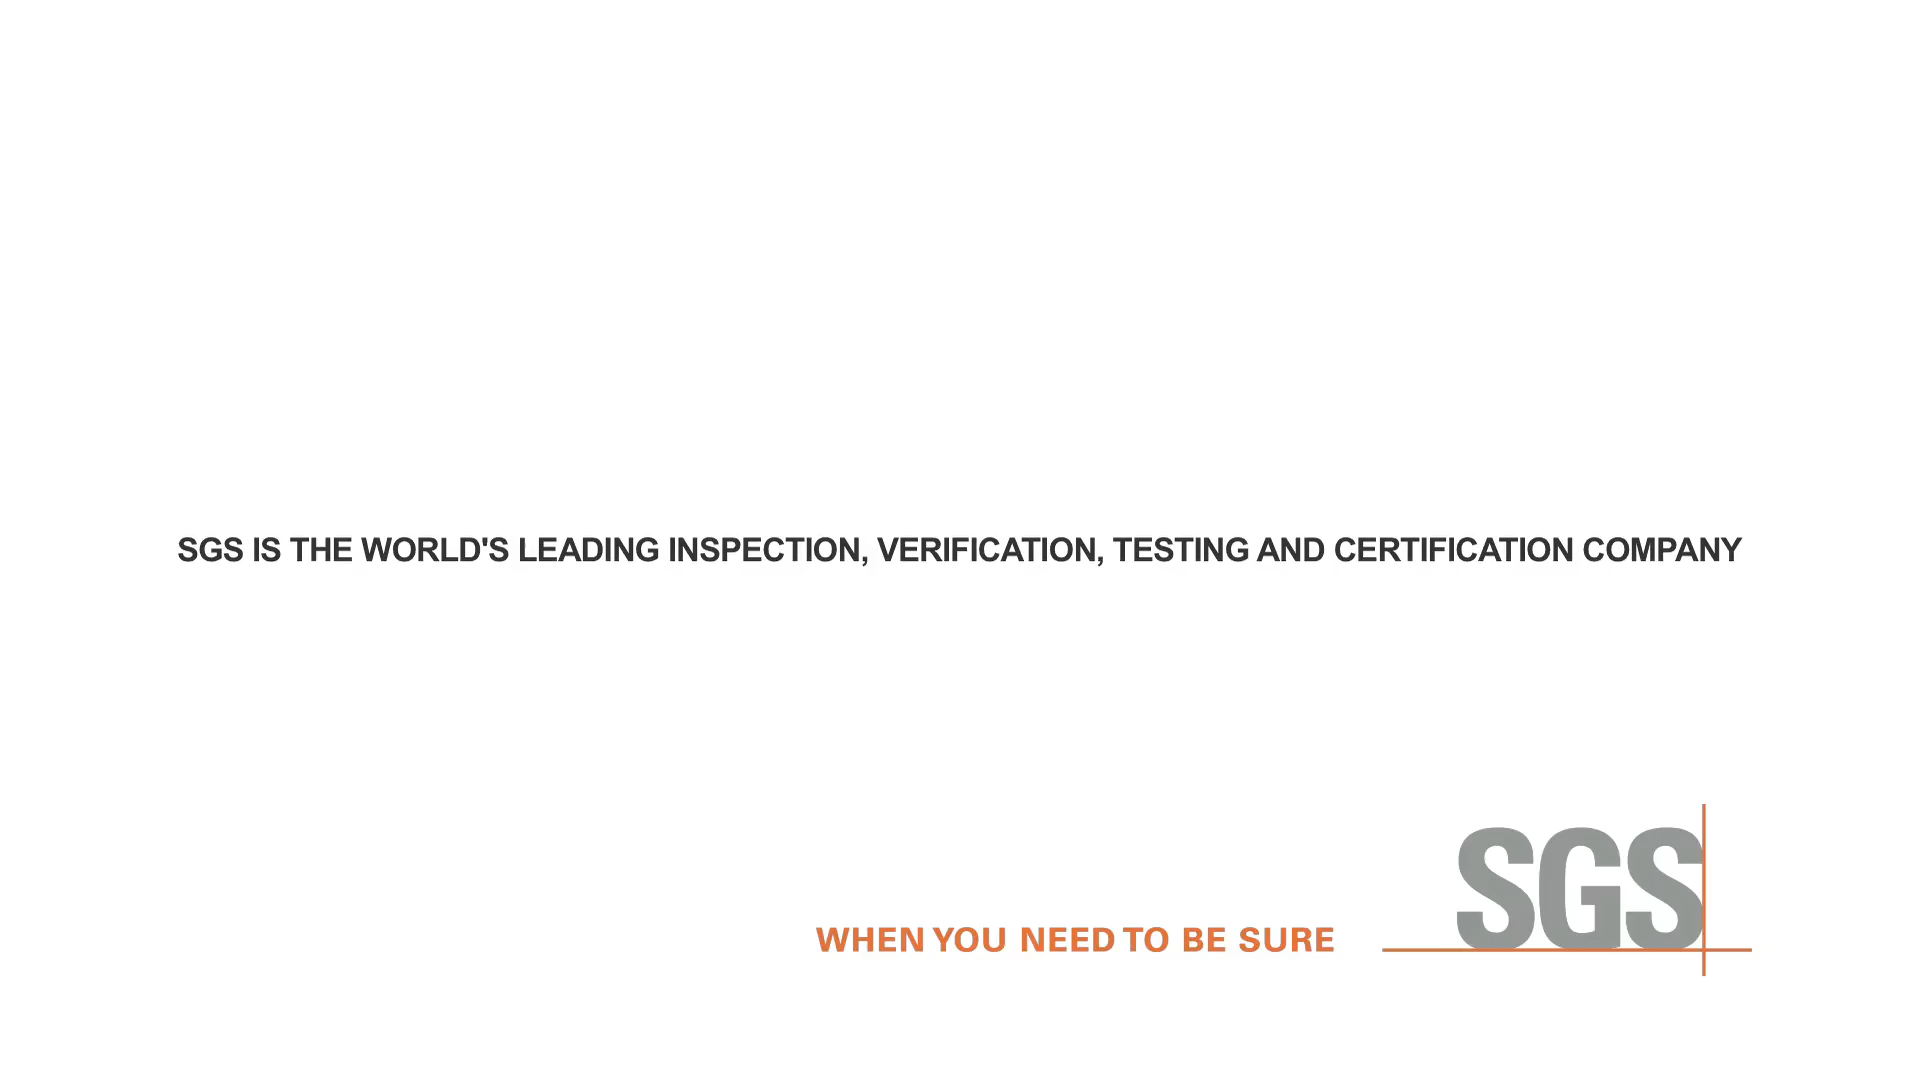 SGS IS THE WORLD'S LEADING INSPECTION, VERIFICATION, TESTING AND CERTIFICATION COMPANY
WHEN YOU NEED TO BE SURE
SGS